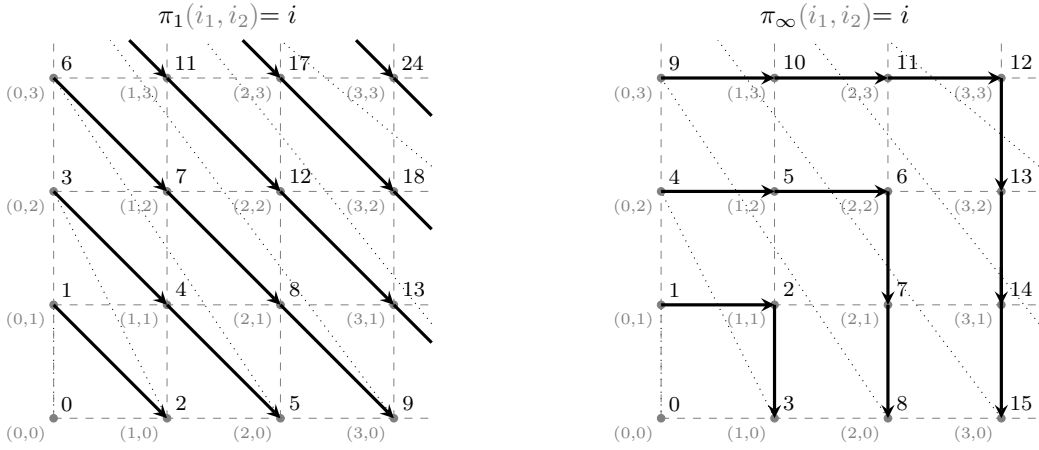 π₁(i₁, i₂)= i
6 11 17 24
(0,3) (1,3) (2,3) (3,3)
3 7 12 18
(0,2) (1,2) (2,2) (3,2)
1 4 8 13
(0,1) (1,1) (2,1) (3,1)
0 2 5 9
(0,0) (1,0) (2,0) (3,0)
π∞(i₁, i₂)= i
9 10 11 12
(0,3) (1,3) (2,3) (3,3)
4 5 6 13
(0,2) (1,2) (2,2) (3,2)
1 2 7 14
(0,1) (1,1) (2,1) (3,1)
0 3 8 15
(0,0) (1,0) (2,0) (3,0)